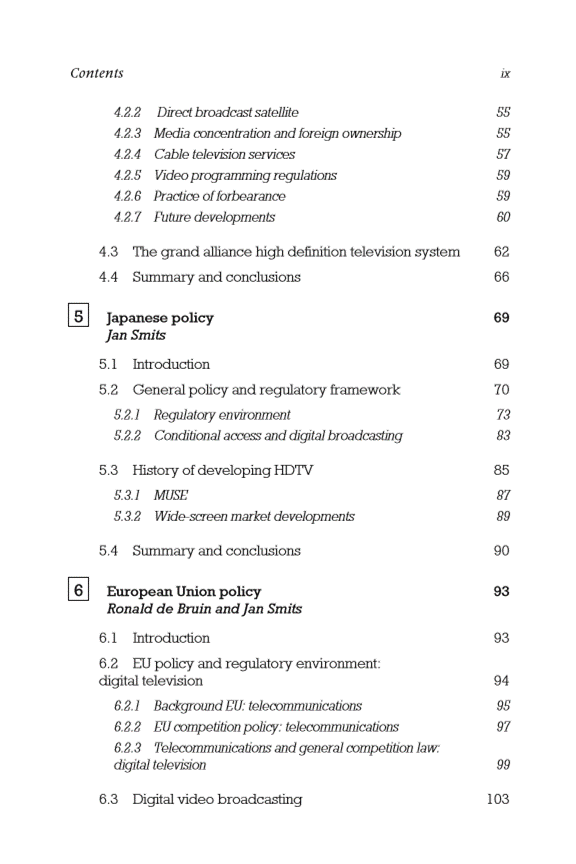 Contents ix
4.2.2 Direct broadcast satellite 55
4.2.3 Media concentration and foreign ownership 55
4.2.4 Cable television services 57
4.2.5 Video programming regulations 59
4.2.6 Practice of forbearance 59
4.2.7 Future developments 60
4.3 The grand alliance high definition television system 62
4.4 Summary and conclusions 66
5 Japanese policy 69
Jan Smits
5.1 Introduction 69
5.2 General policy and regulatory framework 70
5.2.1 Regulatory environment 73
5.2.2 Conditional access and digital broadcasting 83
5.3 History of developing HDTV 85
5.3.1 MUSE 87
5.3.2 Wide-screen market developments 89
5.4 Summary and conclusions 90
6 European Union policy 93
Ronald de Bruin and Jan Smits
6.1 Introduction 93
6.2 EU policy and regulatory environment:
digital television 94
6.2.1 Background EU: telecommunications 95
6.2.2 EU competition policy: telecommunications 97
6.2.3 Telecommunications and general competition law:
digital television 99
6.3 Digital video broadcasting 103